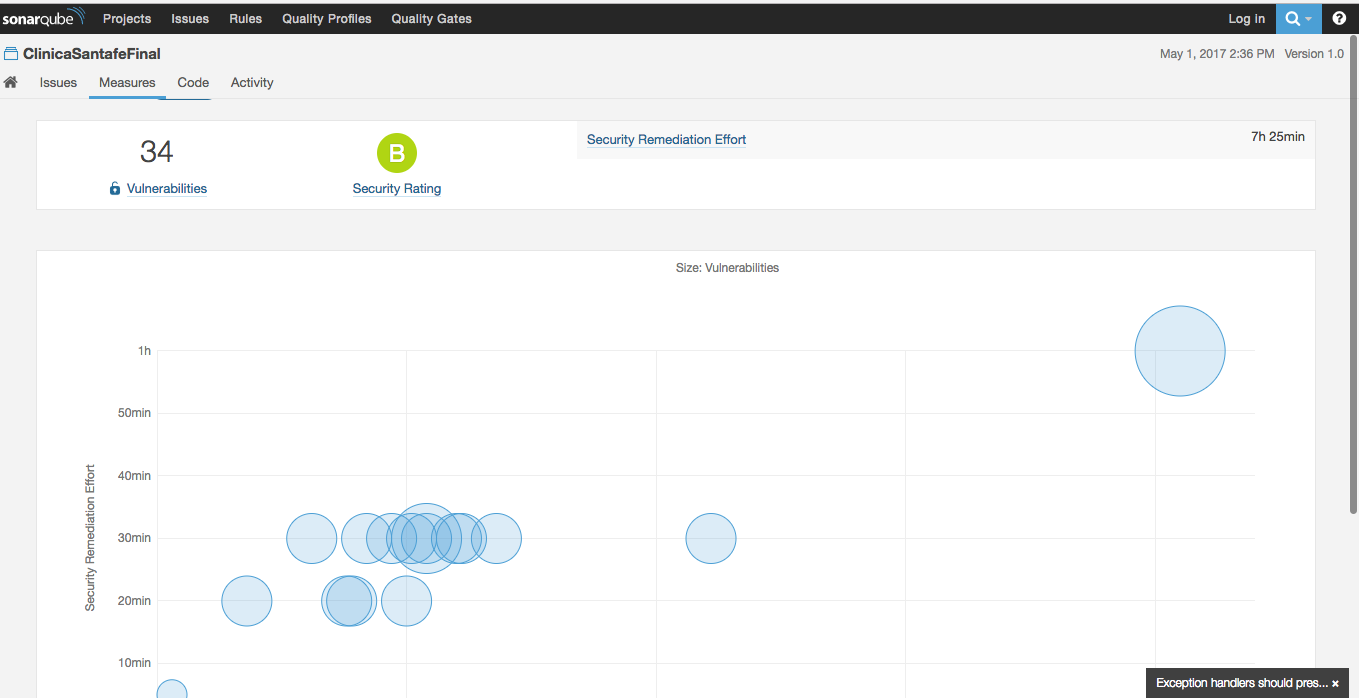 sonarqube Projects Issues Rules Quality Profiles Quality Gates Log in
ClinicaSantafeFinal May 1, 2017 2:36 PM Version 1.0
Issues Measures Code Activity
34 B Security Remediation Effort 7h 25min
Vulnerabilities Security Rating
Size: Vulnerabilities
1h
50min
40min
30min
20min
10min
Security Remediation Effort
Exception handlers should pres... ×